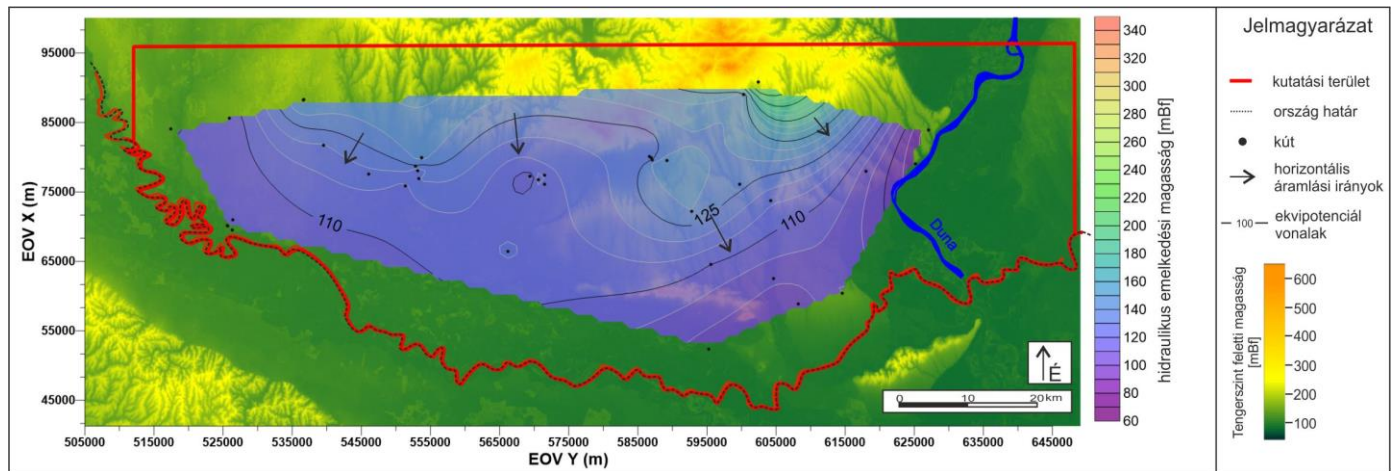 EOV X (m)
95000
85000
75000
65000
55000
45000
505000 515000 525000 535000 545000 555000 565000 575000 585000 595000 605000 615000 625000 635000 645000
EOV Y (m)
110
125
110
Duna
É
0 10 20 km
340
320
300
280
260
240
220
200
180
160
140
120
100
80
60
hidraulikus emelkedési magasság [mBf]
Jelmagyarázat
kutatási terület
ország határ
kút
horizontális
áramlási irányok
100
ekvipotenciál
vonalak
Tengerszint feletti magasság
[mBf]
600
500
400
300
200
100